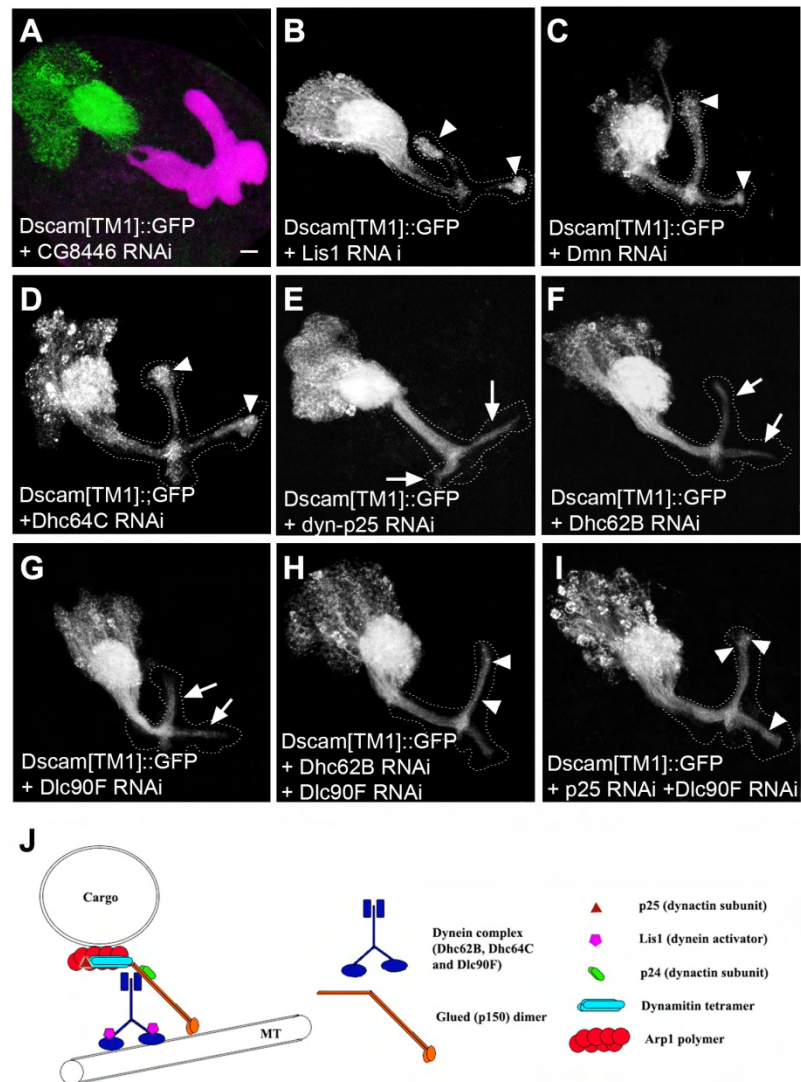 A
Dscam[TM1]::GFP
+ CG8446 RNAi
B
Dscam[TM1]::GFP
+ Lis1 RNA i
C
Dscam[TM1]::GFP
+ Dmn RNAi
D
Dscam[TM1]:;GFP
+Dhc64C RNAi
E
Dscam[TM1]::GFP
+ dyn-p25 RNAi
F
Dscam[TM1]::GFP
+ Dhc62B RNAi
G
Dscam[TM1]::GFP
+ Dlc90F RNAi
H
Dscam[TM1]::GFP
+ Dhc62B RNAi
+ Dlc90F RNAi
I
Dscam[TM1]::GFP
+ p25 RNAi +Dlc90F RNAi
J
Cargo
MT
Dynein complex
(Dhc62B, Dhc64C
and Dlc90F)
Glued (p150) dimer
p25 (dynactin subunit)
Lis1 (dynein activator)
p24 (dynactin subunit)
Dynamitin tetramer
Arp1 polymer